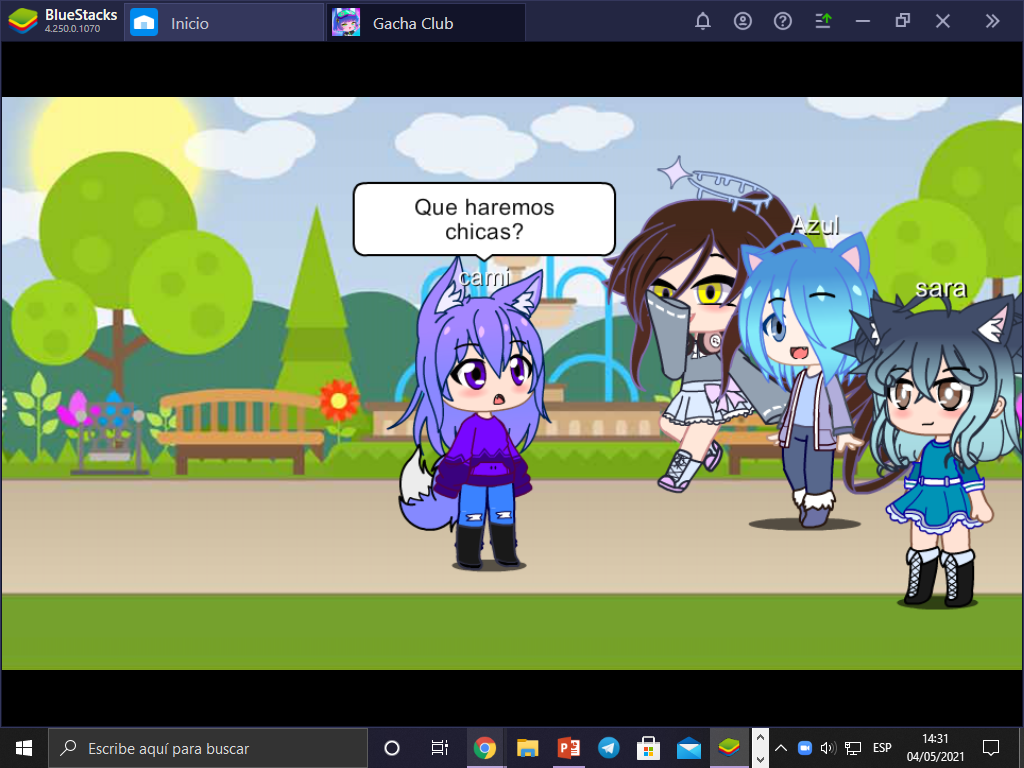 BlueStacks
4.250.0.1070
Inicio
Gacha Club
Que haremos
chicas?
cami
Azul
sara
Escribe aquí para buscar
ESP
14:31
04/05/2021